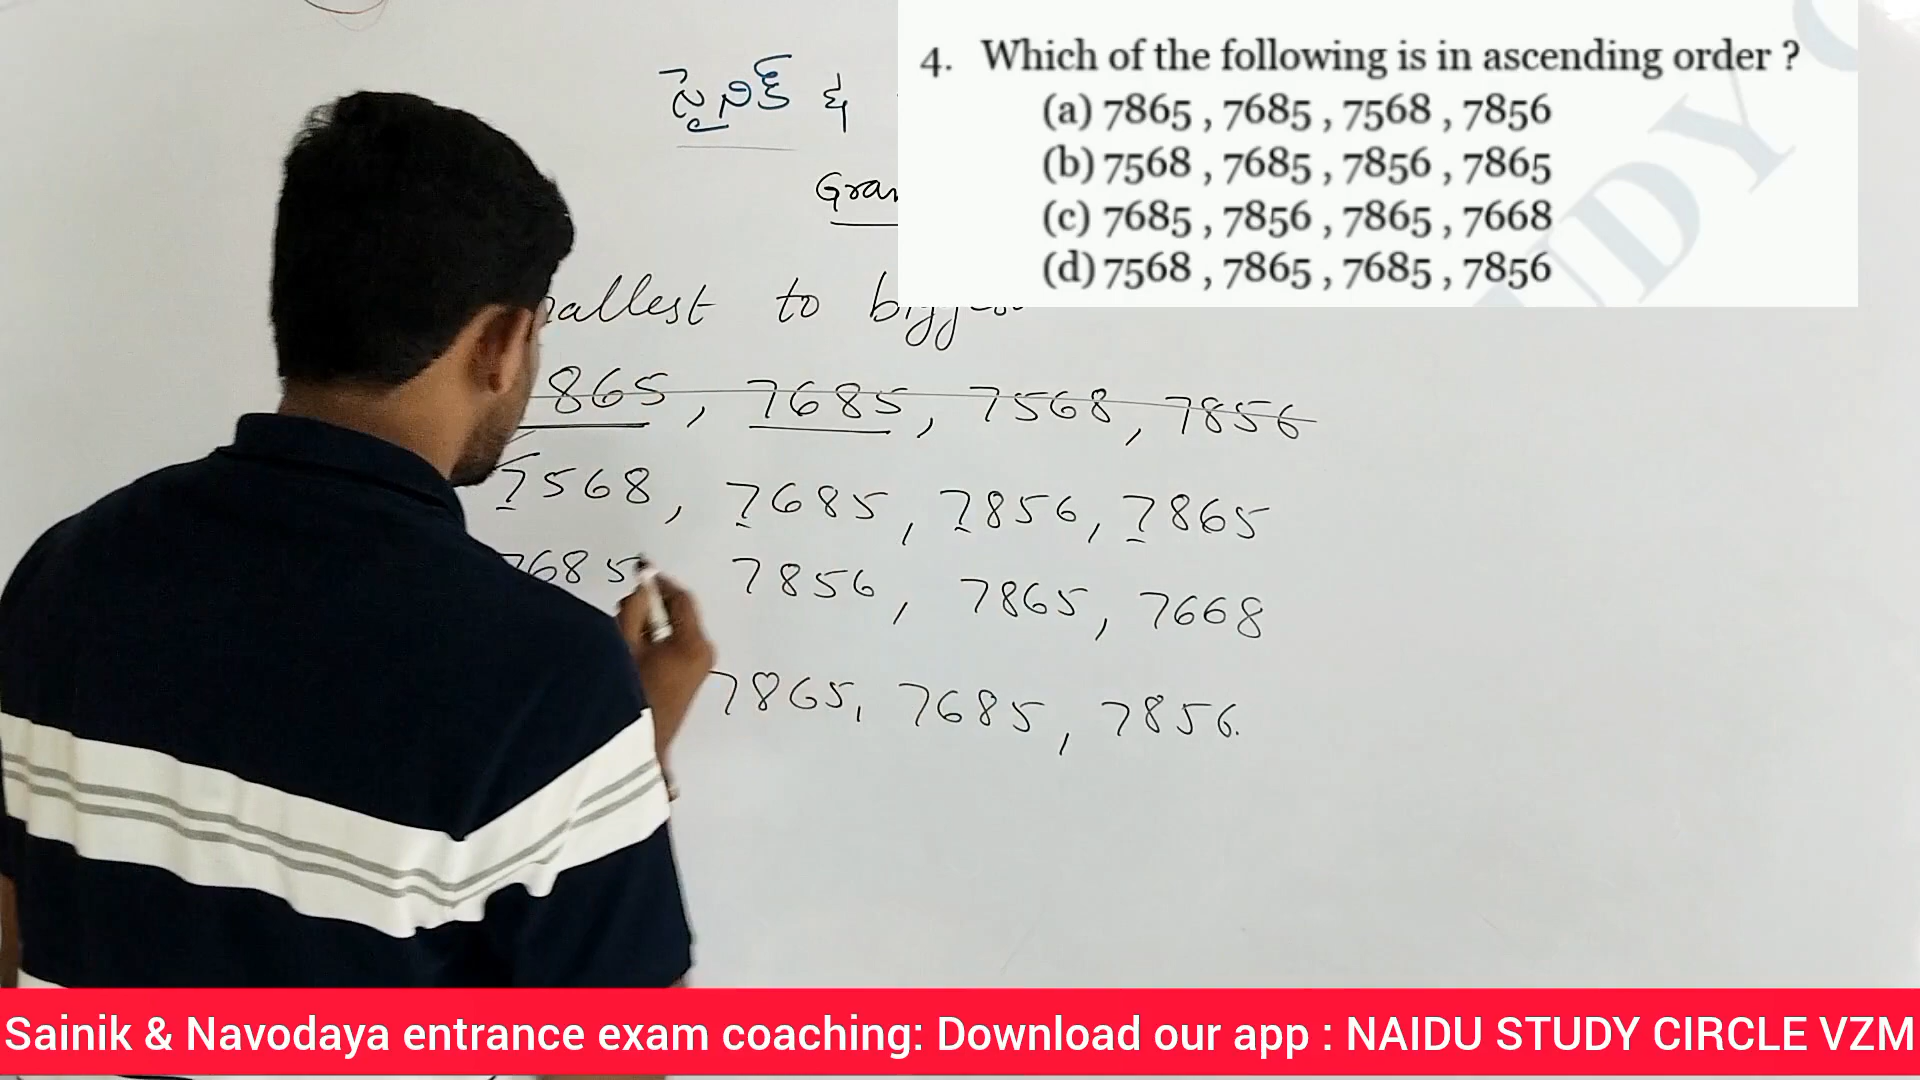 సైనిక్ &
4. Which of the following is in ascending order ?
(a) 7865 , 7685 , 7568 , 7856
(b) 7568 , 7685 , 7856 , 7865
(c) 7685 , 7856 , 7865 , 7668
(d) 7568 , 7865 , 7685 , 7856
to
865, 7685, 7568, 7856
7568, 7685, 7856, 7865
7685 7856, 7865, 7668
7865, 7685, 7856.
Sainik & Navodaya entrance exam coaching: Download our app : NAIDU STUDY CIRCLE VZM